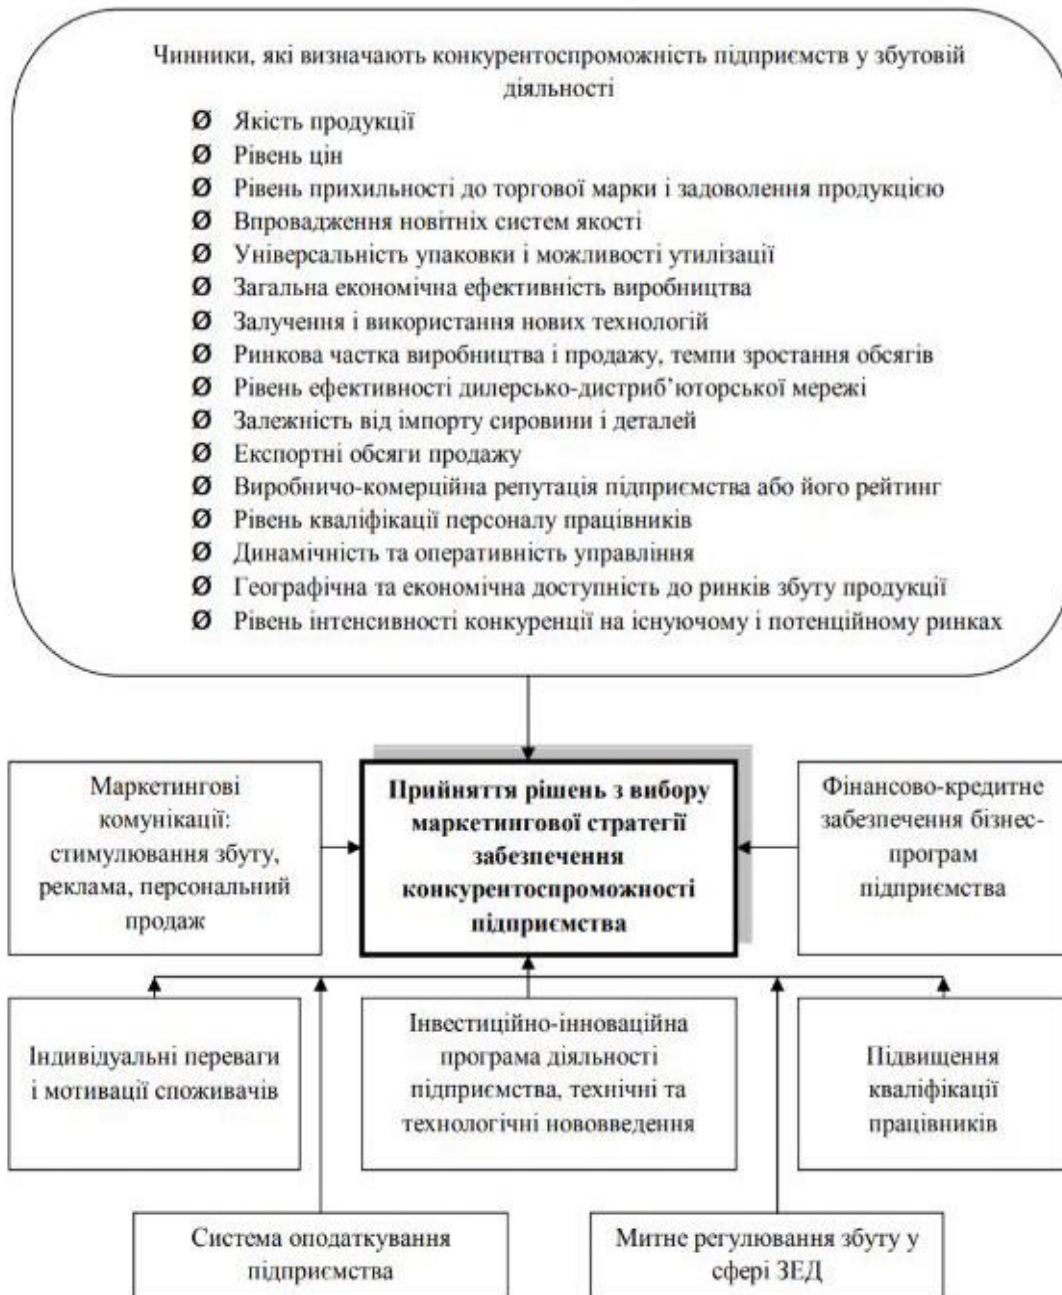 Чинники, які визначають конкурентоспроможність підприємств у збутовій
діяльності
Ø Якість продукції
Ø Рівень цін
Ø Рівень прихильності до торгової марки і задоволення продукцією
Ø Впровадження новітніх систем якості
Ø Універсальність упаковки і можливості утилізації
Ø Загальна економічна ефективність виробництва
Ø Залучення і використання нових технологій
Ø Ринкова частка виробництва і продажу, темпи зростання обсягів
Ø Рівень ефективності дилерсько-дистриб’юторської мережі
Ø Залежність від імпорту сировини і деталей
Ø Експортні обсяги продажу
Ø Виробничо-комерційна репутація підприємства або його рейтинг
Ø Рівень кваліфікації персоналу працівників
Ø Динамічність та оперативність управління
Ø Географічна та економічна доступність до ринків збуту продукції
Ø Рівень інтенсивності конкуренції на існуючому і потенційному ринках
Маркетингові
комунікації:
стимулювання збуту,
реклама, персональний
продаж
Прийняття рішень з вибору
маркетингової стратегії
забезпечення
конкурентоспроможності
підприємства
Фінансово-кредитне
забезпечення бізнес-
програм
підприємства
Індивідуальні переваги
і мотивації споживачів
Інвестиційно-інноваційна
програма діяльності
підприємства, технічні та
технологічні нововведення
Підвищення
кваліфікації
працівників
Система оподаткування
підприємства
Митне регулювання збуту у
сфері ЗЕД